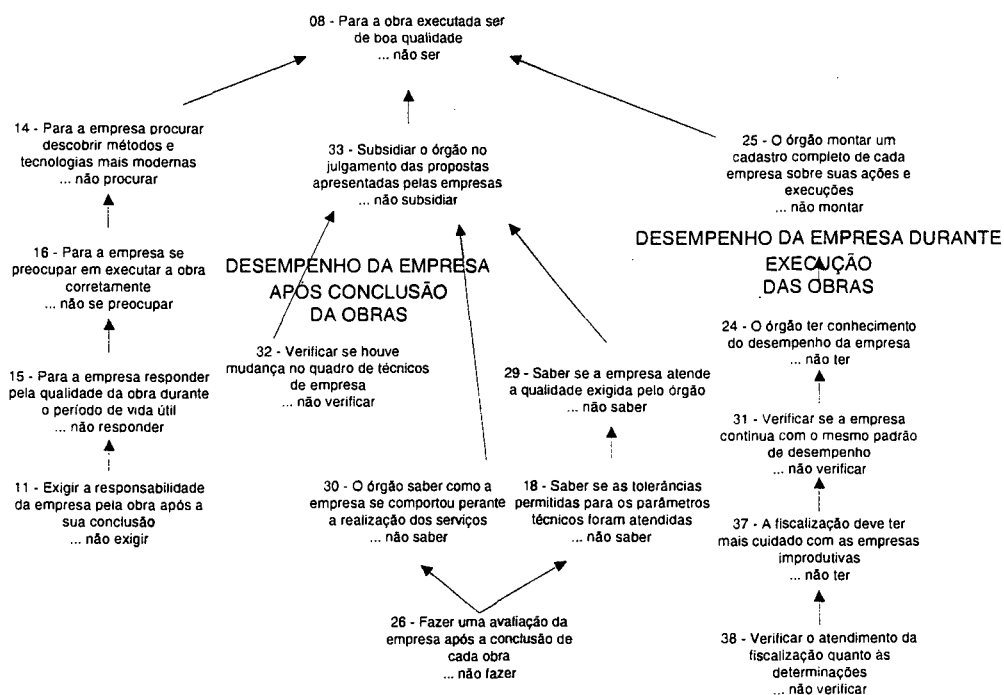 08 - Para a obra executada ser
de boa qualidade
... não ser
14 - Para a empresa procurar
descobrir métodos e
tecnologias mais modernas
... não procurar
33 - Subsidiar o órgão no
julgamento das propostas
apresentadas pelas empresas
... não subsidiar
25 - O órgão montar um
cadastro completo de cada
empresa sobre suas ações e
execuções
... não montar
16 - Para a empresa se
preocupar em executar a obra
corretamente
... não se preocupar
DESEMPENHO DA EMPRESA
APÓS CONCLUSÃO
DA OBRAS
DESEMPENHO DA EMPRESA DURANTE
EXECUÇÃO
DAS OBRAS
32 - Verificar se houve
mudança no quadro de técnicos
de empresa
... não verificar
24 - O órgão ter conhecimento
do desempenho da empresa
... não ter
15 - Para a empresa responder
pela qualidade da obra durante
o período de vida útil
... não responder
29 - Saber se a empresa atende
a qualidade exigida pelo órgão
... não saber
31 - Verificar se a empresa
continua com o mesmo padrão
de desempenho
... não verificar
11 - Exigir a responsabilidade
da empresa pela obra após a
sua conclusão
... não exigir
30 - O órgão saber como a
empresa se comportou perante
a realização dos serviços
... não saber
18 - Saber se as tolerâncias
permitidas para os parâmetros
técnicos foram atendidas
... não saber
37 - A fiscalização deve ter
mais cuidado com as empresas
improdutivas
... não ter
26 - Fazer uma avaliação da
empresa após a conclusão de
cada obra
... não fazer
38 - Verificar o atendimento da
fiscalização quanto às
determinações
... não verificar